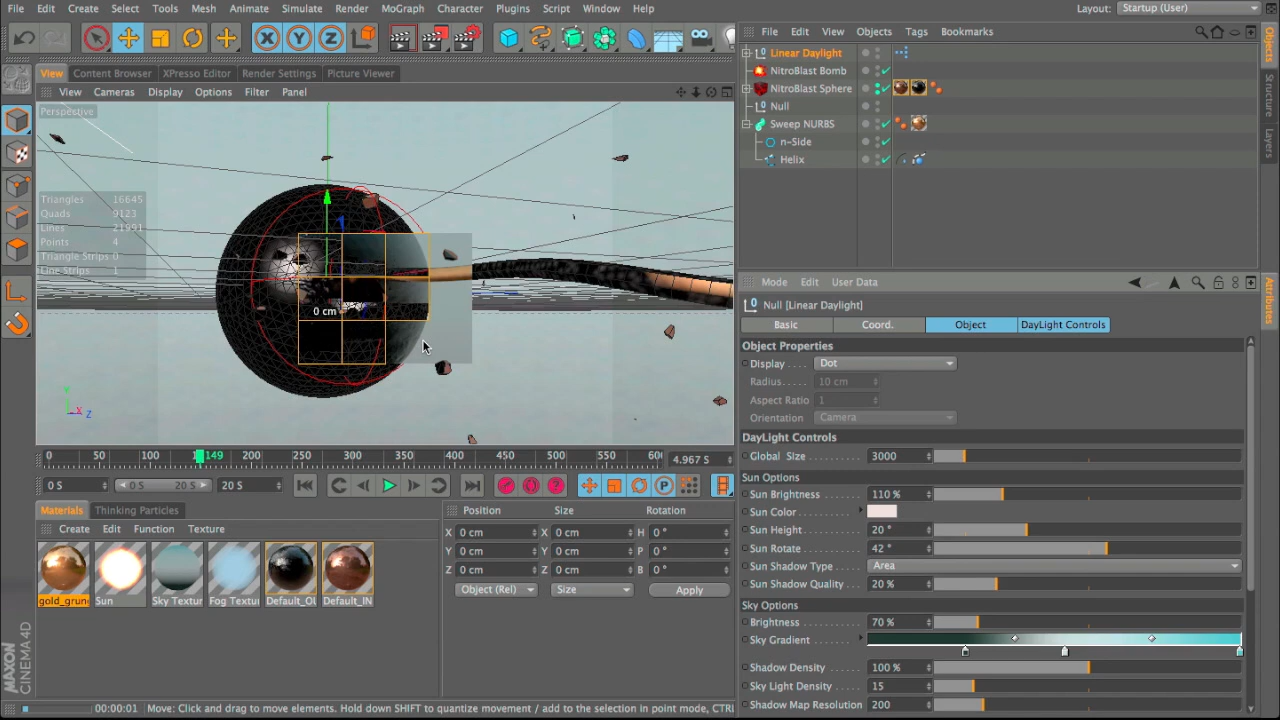 File Edit Select Tools Mesh Animate Simulate Render MoGraph Character Plugins Script Window Help Layout: Startup (User)
X Y Z
View Content Browser XPresso Editor Render Settings Picture Viewer
View Cameras Display Options Filter Panel
Perspective
Triangles 16645
Quads 9123
Lines 21991
Points 4
Triangle Strips 0
Line Strips 1
0 cm
Y
X Z
0 50 100 149 200 250 300 350 400 450 500 550 600 4.967 S
0 S 0 S 20 S 20 S P
Materials Thinking Particles
Create Edit Function Texture
gold_grun Sun Sky Textur Fog Textu Default_OU Default_IN
Position Size Rotation
X 0 cm X 0 cm H 0 °
Y 0 cm Y 0 cm P 0 °
Z 0 cm Z 0 cm B 0 °
Object (Rel) Size Apply
MAXON
CINEMA4D
00:00:01 Move: Click and drag to move elements. Hold down SHIFT to quantize movement / add to the selection in point mode, CTRL
File Edit View Objects Tags Bookmarks
Linear Daylight
NitroBlast Bomb
NitroBlast Sphere
Null
Sweep NURBS
n-Side
Helix
Objects
Structure
Layers
Mode Edit User Data
Null [Linear Daylight]
Basic Coord. Object DayLight Controls
Object Properties
Display Dot
Radius 10 cm
Aspect Ratio 1
Orientation Camera
DayLight Controls
Global Size 3000
Sun Options
Sun Brightness 110 %
Sun Color
Sun Height 20 °
Sun Rotate 42 °
Sun Shadow Type Area
Sun Shadow Quality 20 %
Sky Options
Brightness 70 %
Sky Gradient
Shadow Density 100 %
Sky Light Density 15
Shadow Map Resolution 200
Attributes